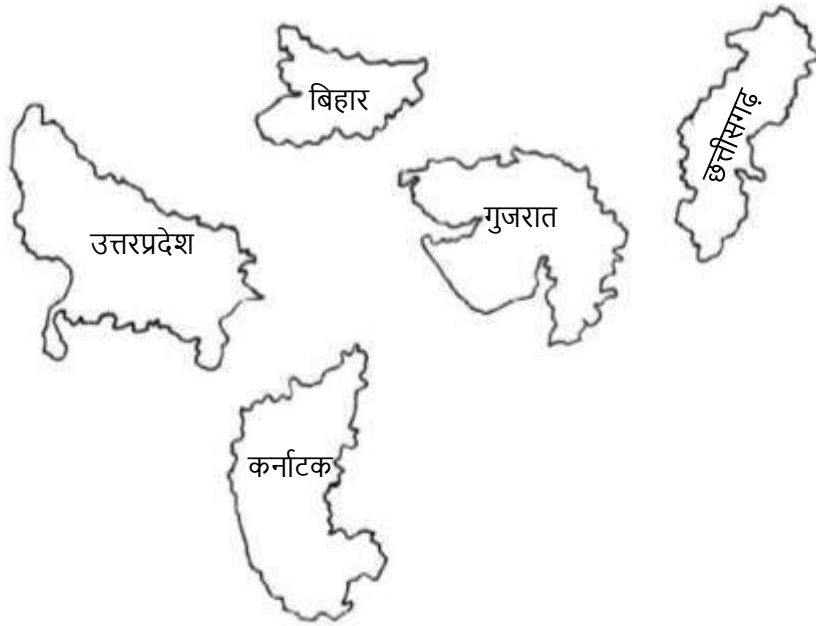 बिहार
छत्तीसगढ़
गुजरात
उत्तरप्रदेश
कर्नाटक